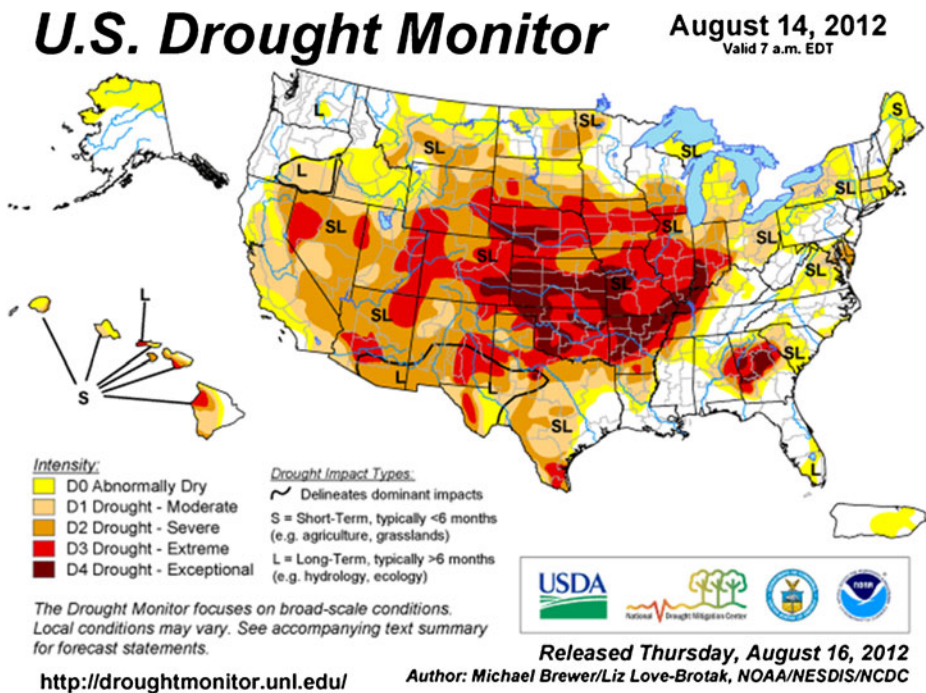 U.S. Drought Monitor
August 14, 2012
Valid 7 a.m. EDT
L
S
SL
SL
L
SL
SL
SL
SL
SL
SL
SL
SL
SL
L
L
SL
L
L
S
Intensity:
D0 Abnormally Dry
D1 Drought - Moderate
D2 Drought - Severe
D3 Drought - Extreme
D4 Drought - Exceptional
Drought Impact Types:
Delineates dominant impacts
S = Short-Term, typically <6 months
(e.g. agriculture, grasslands)
L = Long-Term, typically >6 months
(e.g. hydrology, ecology)
The Drought Monitor focuses on broad-scale conditions.
Local conditions may vary. See accompanying text summary
for forecast statements.
http://droughtmonitor.unl.edu/
USDA
National Drought Mitigation Center
noaa
Released Thursday, August 16, 2012
Author: Michael Brewer/Liz Love-Brotak, NOAA/NESDIS/NCDC